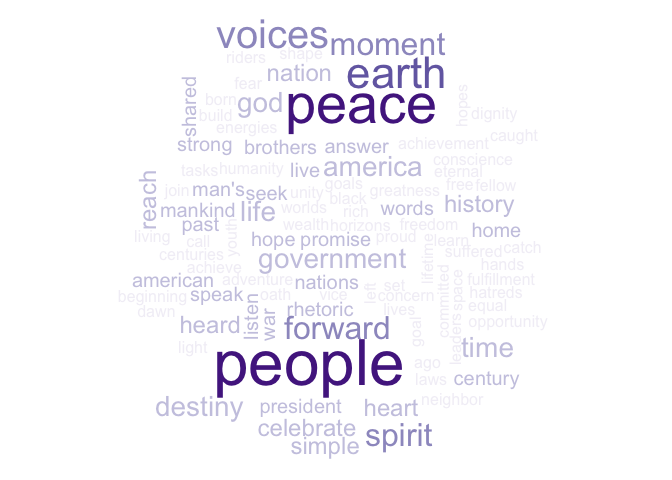 voices
moment
riders
shape
nation
earth
fear
shared
god
peace
born
build
hopes
dignity
energies
caught
strong
brothers
answer
achievement
conscience
tasks
humanity
live
america
eternal
reach
join
man's
seek
unity
goals
greatness
free
fellow
black
mankind
life
worlds
rich
words
history
past
wealth
horizons
proud
freedom
home
living
call
youth
hope
promise
learn
suffered
catch
centuries
government
lifetime
hands
achieve
american
adventure
nations
left
set
committed
space
fulfillment
beginning
speak
oath
vice
concern
hatreds
dawn
listen
war
rhetoric
lives
equal
heard
forward
goal
leaders
opportunity
light
people
time
ago
laws
century
destiny
president
heart
neighbor
celebrate
spirit
simple